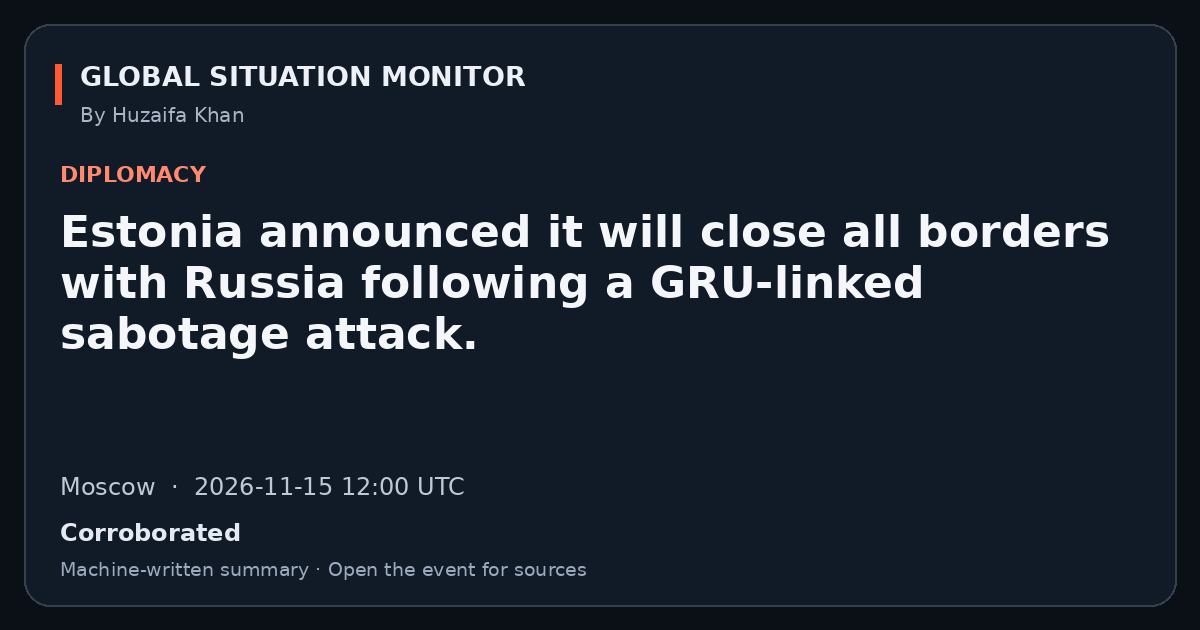 GLOBAL SITUATION MONITOR
By Huzaifa Khan
DIPLOMACY
Estonia announced it will close all borders
with Russia following a GRU-linked
sabotage attack.
Moscow · 2026-11-15 12:00 UTC
Corroborated
Machine-written summary · Open the event for sources